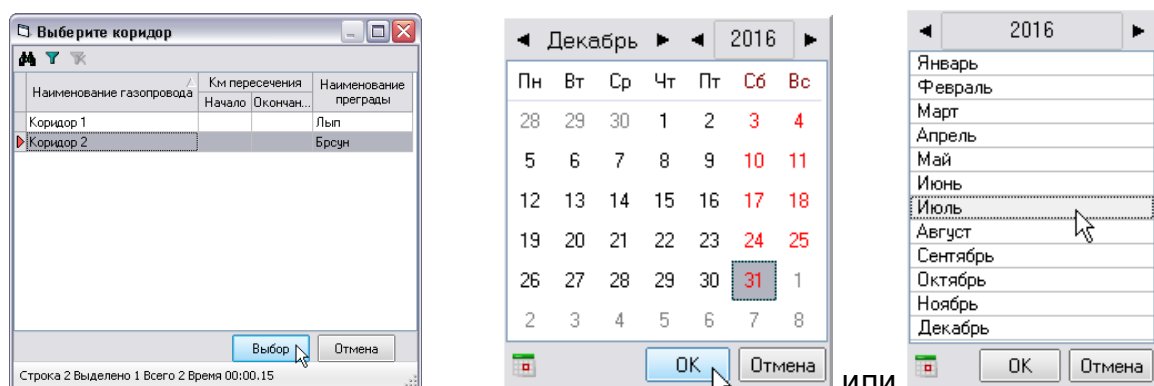 Выберите коридор
Наименование газопровода Км пересечения Наименование преграды
Начало Окончан...
Коридор 1 Лып
Коридор 2 Брсун
Выбор Отмена
Строка 2 Выделено 1 Всего 2 Время 00:00.15
Декабрь 2016
Пн Вт Ср Чт Пт Сб Вс
28 29 30 1 2 3 4
5 6 7 8 9 10 11
12 13 14 15 16 17 18
19 20 21 22 23 24 25
26 27 28 29 30 31 1
2 3 4 5 6 7 8
OK Отмена
или
2016
Январь
Февраль
Март
Апрель
Май
Июнь
Июль
Август
Сентябрь
Октябрь
Ноябрь
Декабрь
OK Отмена